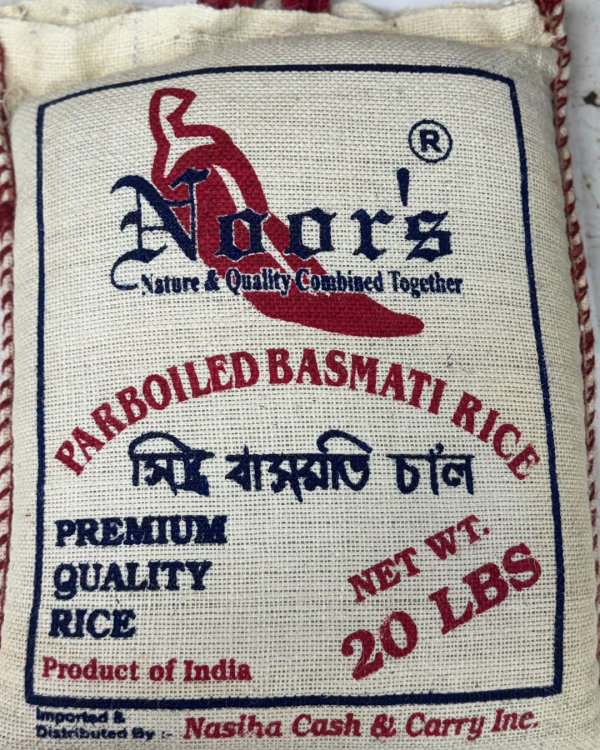 ®
Noor's
Nature & Quality Combined Together
PARBOILED BASMATI RICE
সিদ্ধ বাসমতি চাল
PREMIUM
QUALITY
RICE
NET WT.
20 LBS
Product of India
Imported &
Distributed By :- Nasiha Cash & Carry Inc.